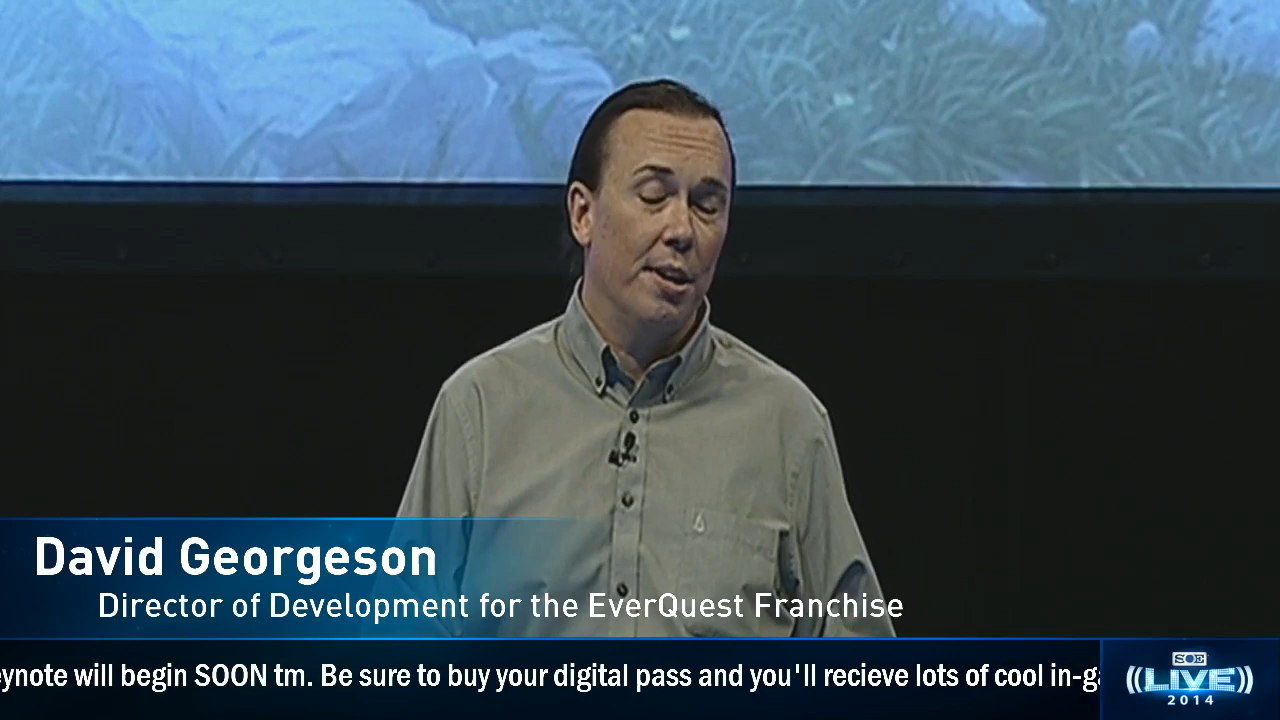 David Georgeson
Director of Development for the EverQuest Franchise
eynote will begin SOON tm. Be sure to buy your digital pass and you'll recieve lots of cool in-ga
SOE
LIVE
2014